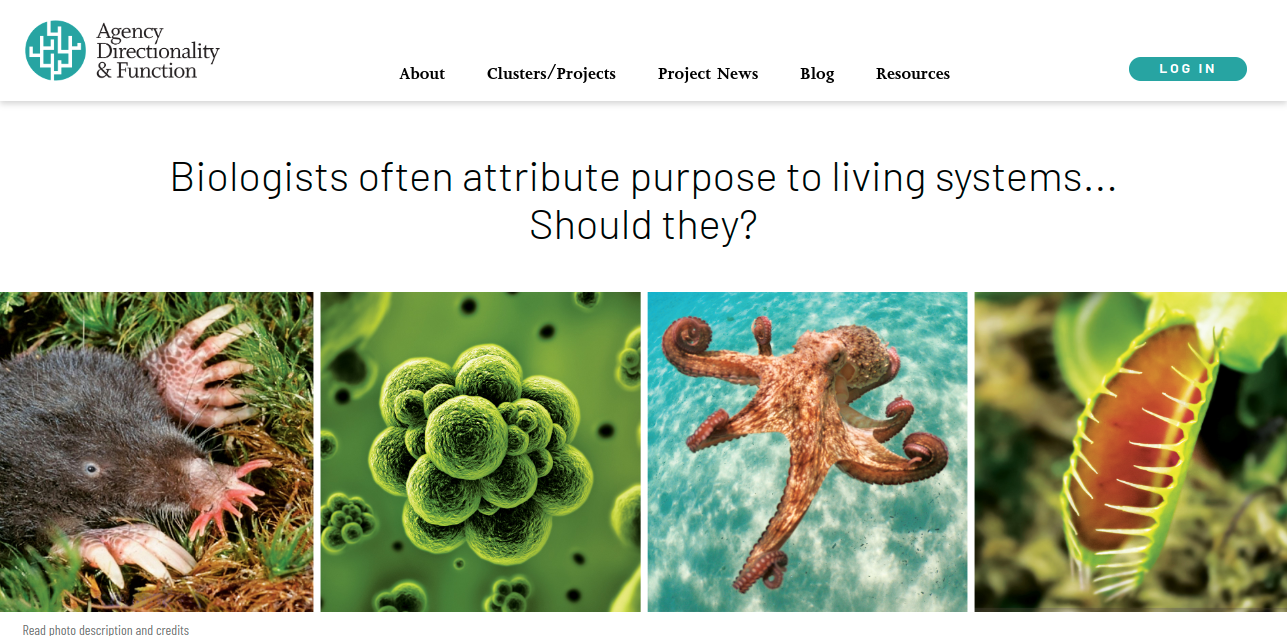 Agency
Directionality
& Function
About Clusters/Projects Project News Blog Resources
LOG IN
Biologists often attribute purpose to living systems...
Should they?
Read photo description and credits